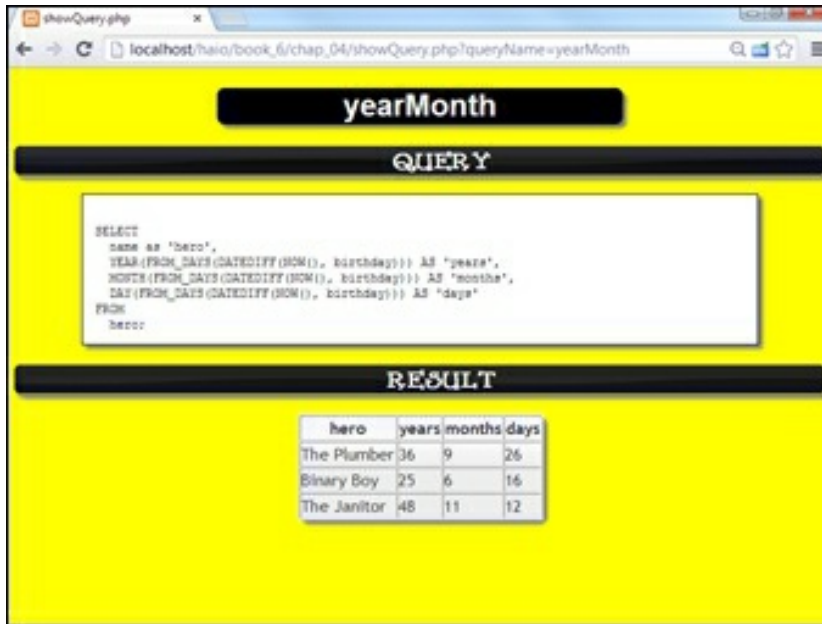 showQuery.php
localhost/haio/book_6/chap_04/showQuery.php?queryName=yearMonth
yearMonth
QUERY
SELECT
name as 'hero',
YEAR(FROM_DAYS(DATEDIFF(NOW(), birthday))) AS 'years',
MONTH(FROM_DAYS(DATEDIFF(NOW(), birthday))) AS 'months',
DAY(FROM_DAYS(DATEDIFF(NOW(), birthday))) AS 'days'
FROM
hero;
RESULT
hero years months days
The Plumber 36 9 26
Binary Boy 25 6 16
The Janitor 48 11 12